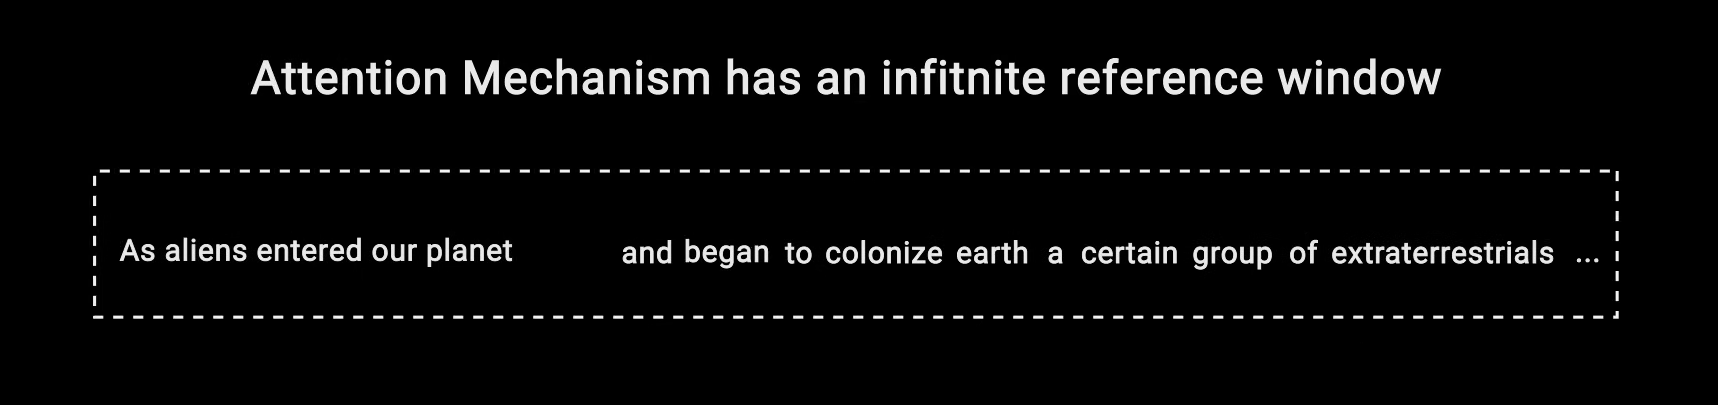 Attention Mechanism has an infitnite reference window
As aliens entered our planet and began to colonize earth a certain group of extraterrestrials ...